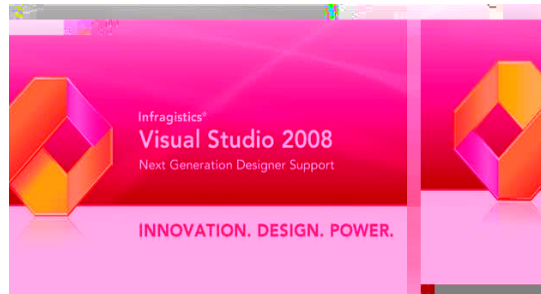 Infragistics®
Visual Studio 2008
Next Generation Designer Support
INNOVATION. DESIGN. POWER.